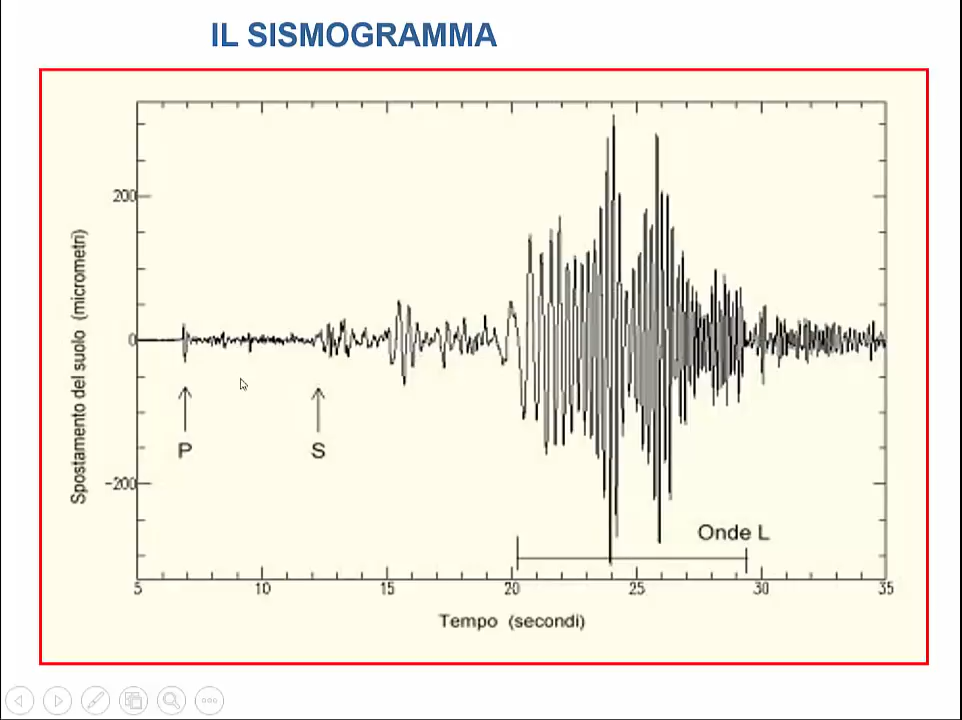 IL SISMOGRAMMA
Spostamento del suolo (micrometri)
200
0
-200
P
S
Onde L
5 10 15 20 25 30 35
Tempo (secondi)